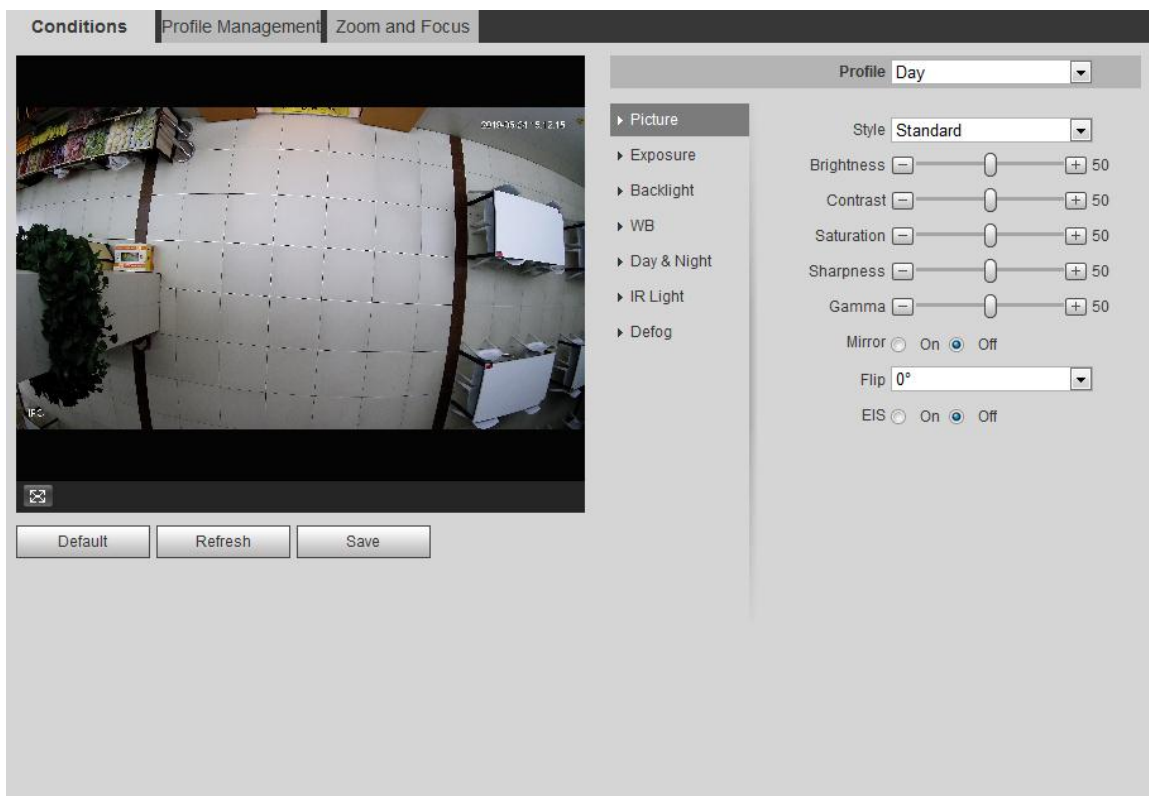 Conditions Profile Management Zoom and Focus
Profile Day
Picture
Exposure
Backlight
WB
Day & Night
IR Light
Defog
Style Standard
Brightness 50
Contrast 50
Saturation 50
Sharpness 50
Gamma 50
Mirror On Off
Flip 0°
EIS On Off
Default Refresh Save